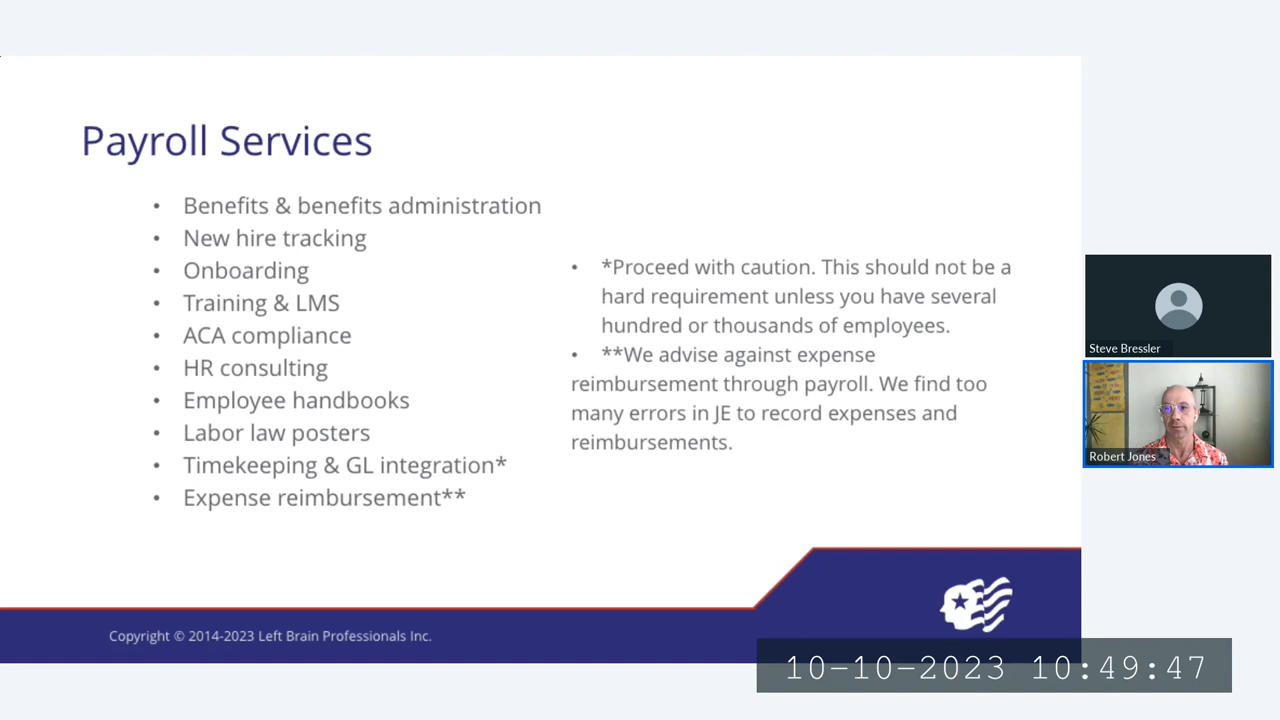 Payroll Services
• Benefits & benefits administration
• New hire tracking
• Onboarding
• Training & LMS
• ACA compliance
• HR consulting
• Employee handbooks
• Labor law posters
• Timekeeping & GL integration*
• Expense reimbursement**
• *Proceed with caution. This should not be a
hard requirement unless you have several
hundred or thousands of employees.
• **We advise against expense
reimbursement through payroll. We find too
many errors in JE to record expenses and
reimbursements.
Steve Bressler
Robert Jones
Copyright © 2014-2023 Left Brain Professionals Inc.
10-10-2023 10:49:47